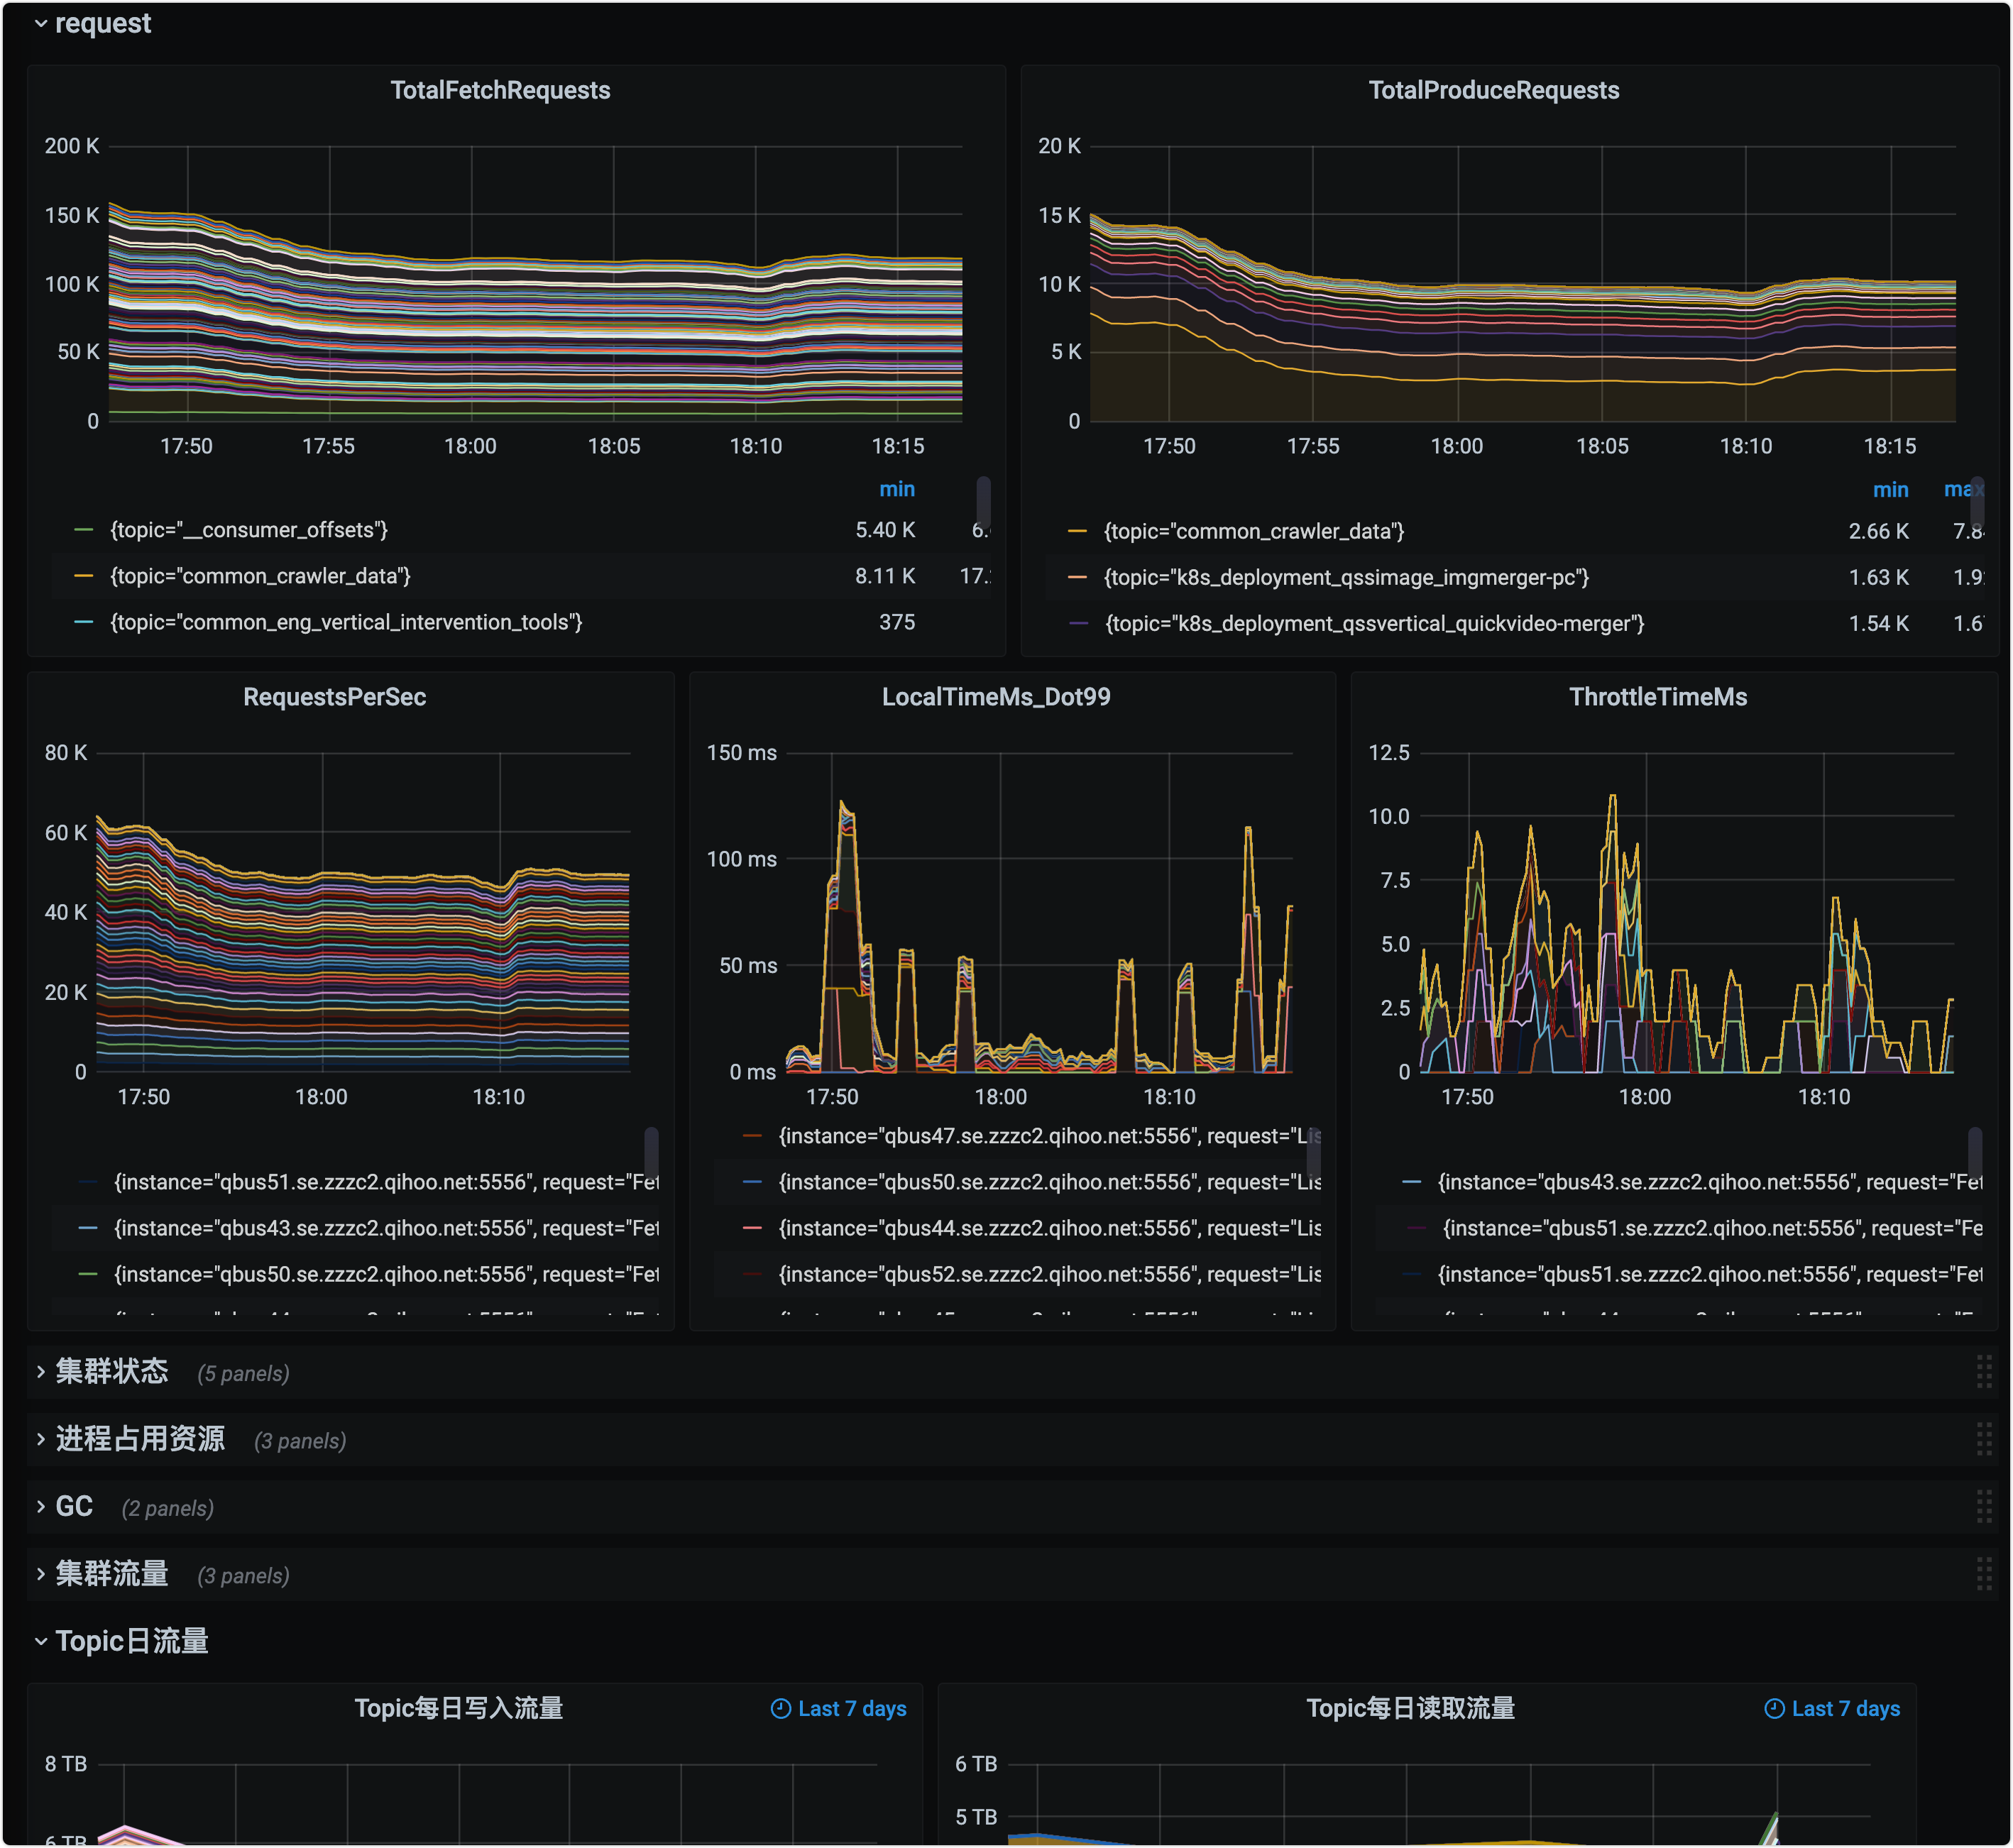 request
TotalFetchRequests
200 K
150 K
100 K
50 K
0
17:50 17:55 18:00 18:05 18:10 18:15
min
{topic="__consumer_offsets"} 5.40 K 6.
{topic="common_crawler_data"} 8.11 K 17.
{topic="common_eng_vertical_intervention_tools"} 375
TotalProduceRequests
20 K
15 K
10 K
5 K
0
17:50 17:55 18:00 18:05 18:10 18:15
min max
{topic="common_crawler_data"} 2.66 K 7.8
{topic="k8s_deployment_qssimage_imgmerger-pc"} 1.63 K 1.9
{topic="k8s_deployment_qssvertical_quickvideo-merger"} 1.54 K 1.6
RequestsPerSec
80 K
60 K
40 K
20 K
0
17:50 18:00 18:10
{instance="qbus51.se.zzzc2.qihoo.net:5556", request="Fet
{instance="qbus43.se.zzzc2.qihoo.net:5556", request="Fet
{instance="qbus50.se.zzzc2.qihoo.net:5556", request="Fet
LocalTimeMs_Dot99
150 ms
100 ms
50 ms
0 ms
17:50 18:00 18:10
{instance="qbus47.se.zzzc2.qihoo.net:5556", request="Lis
{instance="qbus50.se.zzzc2.qihoo.net:5556", request="Lis
{instance="qbus44.se.zzzc2.qihoo.net:5556", request="Lis
{instance="qbus52.se.zzzc2.qihoo.net:5556", request="Lis
ThrottleTimeMs
12.5
10.0
7.5
5.0
2.5
0
17:50 18:00 18:10
{instance="qbus43.se.zzzc2.qihoo.net:5556", request="Fet
{instance="qbus51.se.zzzc2.qihoo.net:5556", request="Fe
{instance="qbus51.se.zzzc2.qihoo.net:5556", request="Fet
集群状态 (5 panels)
进程占用资源 (3 panels)
GC (2 panels)
集群流量 (3 panels)
Topic日流量
Topic每日写入流量 Last 7 days
8 TB
6 TB
Topic每日读取流量 Last 7 days
6 TB
5 TB